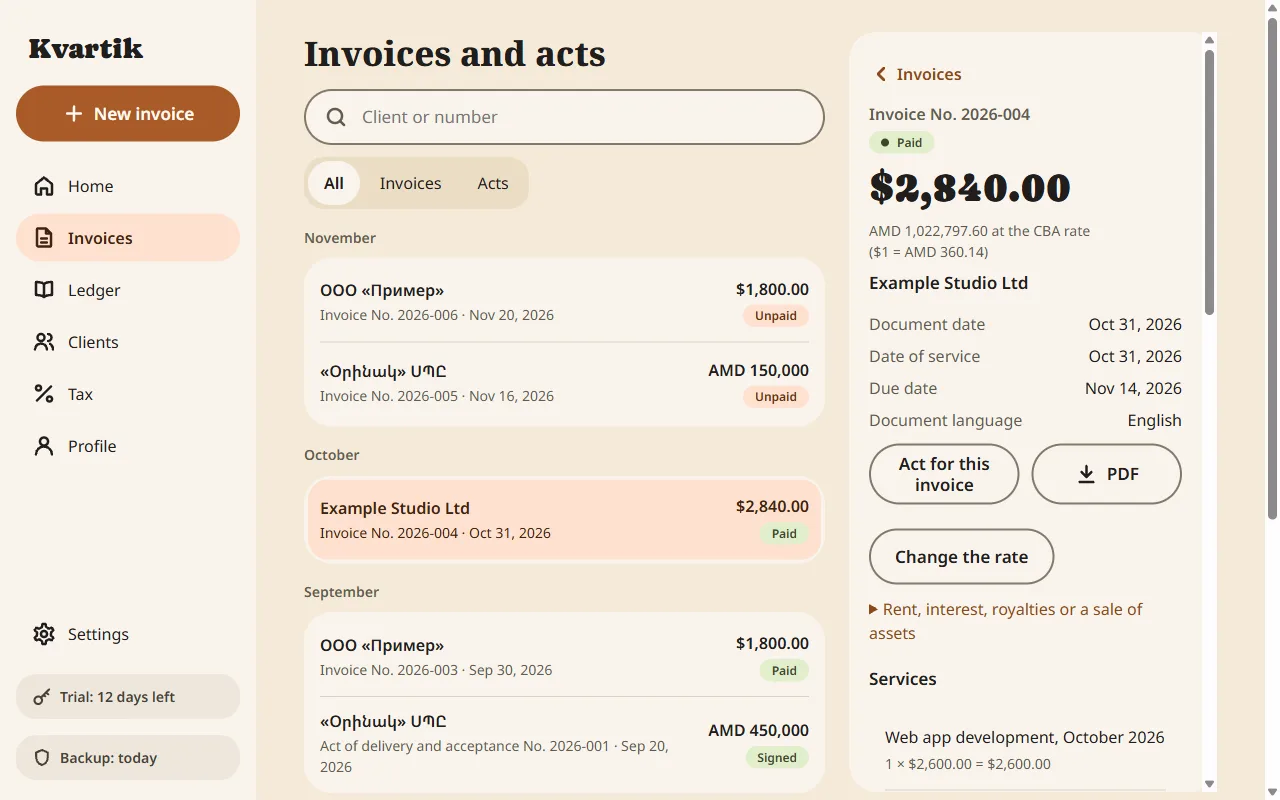 Kvartik
New invoice
Home
Invoices
Ledger
Clients
Tax
Profile
Settings
Trial: 12 days left
Backup: today
Invoices and acts
Client or number
All
Invoices
Acts
November
ООО «Пример»
$1,800.00
Invoice No. 2026-006 · Nov 20, 2026
Unpaid
«Օրինակ» ՍՊԸ
AMD 150,000
Invoice No. 2026-005 · Nov 16, 2026
Unpaid
October
Example Studio Ltd
$2,840.00
Invoice No. 2026-004 · Oct 31, 2026
Paid
September
ООО «Пример»
$1,800.00
Invoice No. 2026-003 · Sep 30, 2026
Paid
«Օրինակ» ՍՊԸ
AMD 450,000
Act of delivery and acceptance No. 2026-001 · Sep 20,
2026
Signed
Invoices
Invoice No. 2026-004
Paid
$2,840.00
AMD 1,022,797.60 at the CBA rate
($1 = AMD 360.14)
Example Studio Ltd
Document date
Oct 31, 2026
Date of service
Oct 31, 2026
Due date
Nov 14, 2026
Document language
English
Act for this
invoice
PDF
Change the rate
Rent, interest, royalties or a sale of
assets
Services
Web app development, October 2026
1 × $2,600.00 = $2,600.00